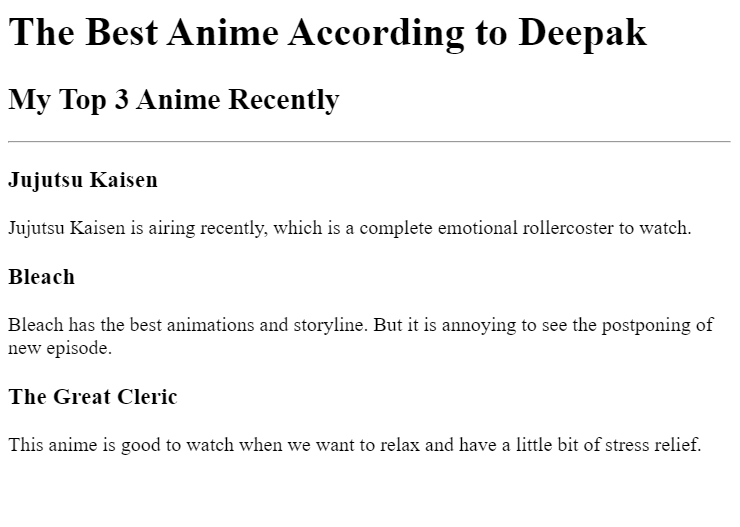 The Best Anime According to Deepak
My Top 3 Anime Recently
Jujutsu Kaisen
Jujutsu Kaisen is airing recently, which is a complete emotional rollercoster to watch.
Bleach
Bleach has the best animations and storyline. But it is annoying to see the postponing of
new episode.
The Great Cleric
This anime is good to watch when we want to relax and have a little bit of stress relief.